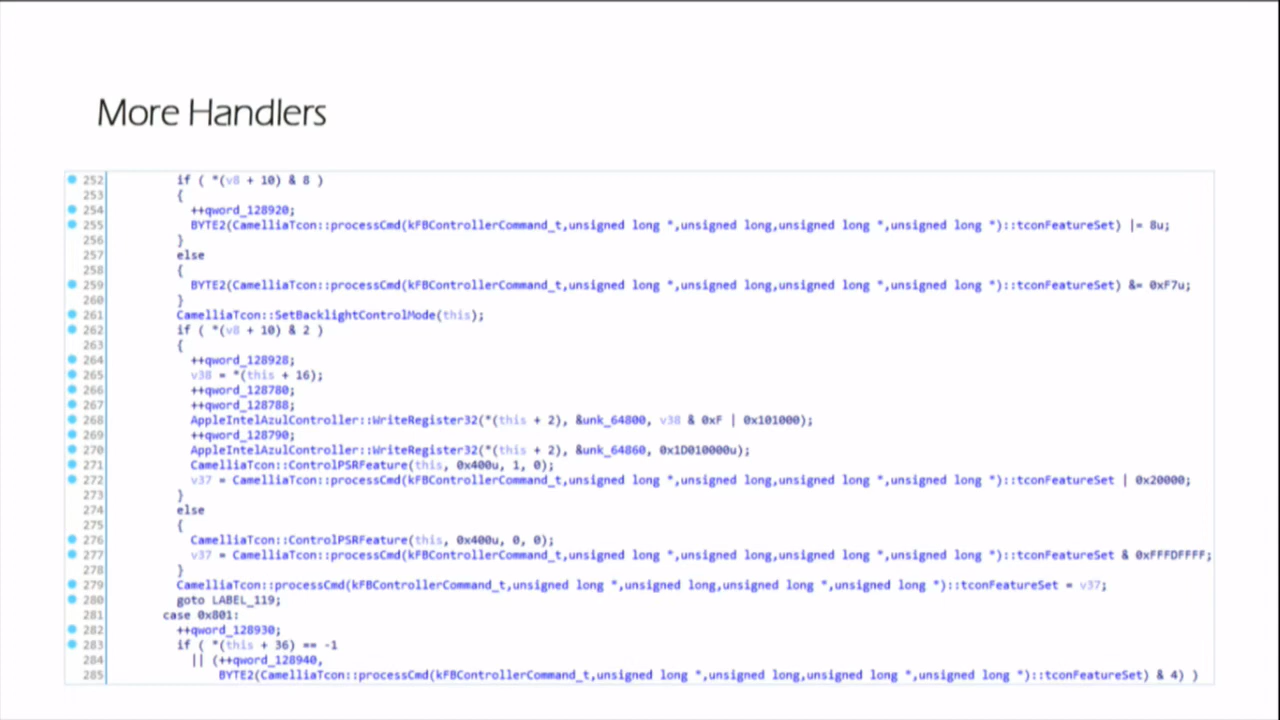 More Handlers
252 if ( *(v8 + 10) & 8 )
253 {
254 ++qword_128920;
255 BYTE2(CamelliaTcon::processCmd(kFBControllerCommand_t,unsigned long *,unsigned long,unsigned long *,unsigned long *)::tconFeatureSet) |= 8u;
256 }
257 else
258 {
259 BYTE2(CamelliaTcon::processCmd(kFBControllerCommand_t,unsigned long *,unsigned long,unsigned long *,unsigned long *)::tconFeatureSet) &= 0xF7u;
260 }
261 CamelliaTcon::SetBacklightControlMode(this);
262 if ( *(v8 + 10) & 2 )
263 {
264 ++qword_128928;
265 v38 = *(this + 16);
266 ++qword_128780;
267 ++qword_128788;
268 AppleIntelAzulController::WriteRegister32(*(this + 2), &unk_64800, v38 & 0xF | 0x101000);
269 ++qword_128790;
270 AppleIntelAzulController::WriteRegister32(*(this + 2), &unk_64860, 0x1D010000u);
271 CamelliaTcon::ControlPSRFeature(this, 0x400u, 1, 0);
272 v37 = CamelliaTcon::processCmd(kFBControllerCommand_t,unsigned long *,unsigned long,unsigned long *,unsigned long *)::tconFeatureSet | 0x20000;
273 }
274 else
275 {
276 CamelliaTcon::ControlPSRFeature(this, 0x400u, 0, 0);
277 v37 = CamelliaTcon::processCmd(kFBControllerCommand_t,unsigned long *,unsigned long,unsigned long *,unsigned long *)::tconFeatureSet & 0xFFFDFFFF;
278 }
279 CamelliaTcon::processCmd(kFBControllerCommand_t,unsigned long *,unsigned long,unsigned long *,unsigned long *)::tconFeatureSet = v37;
280 goto LABEL_119;
281 case 0x801:
282 ++qword_128930;
283 if ( *(this + 36) == -1
284 || (++qword_128940,
285 BYTE2(CamelliaTcon::processCmd(kFBControllerCommand_t,unsigned long *,unsigned long,unsigned long *,unsigned long *)::tconFeatureSet) & 4) )